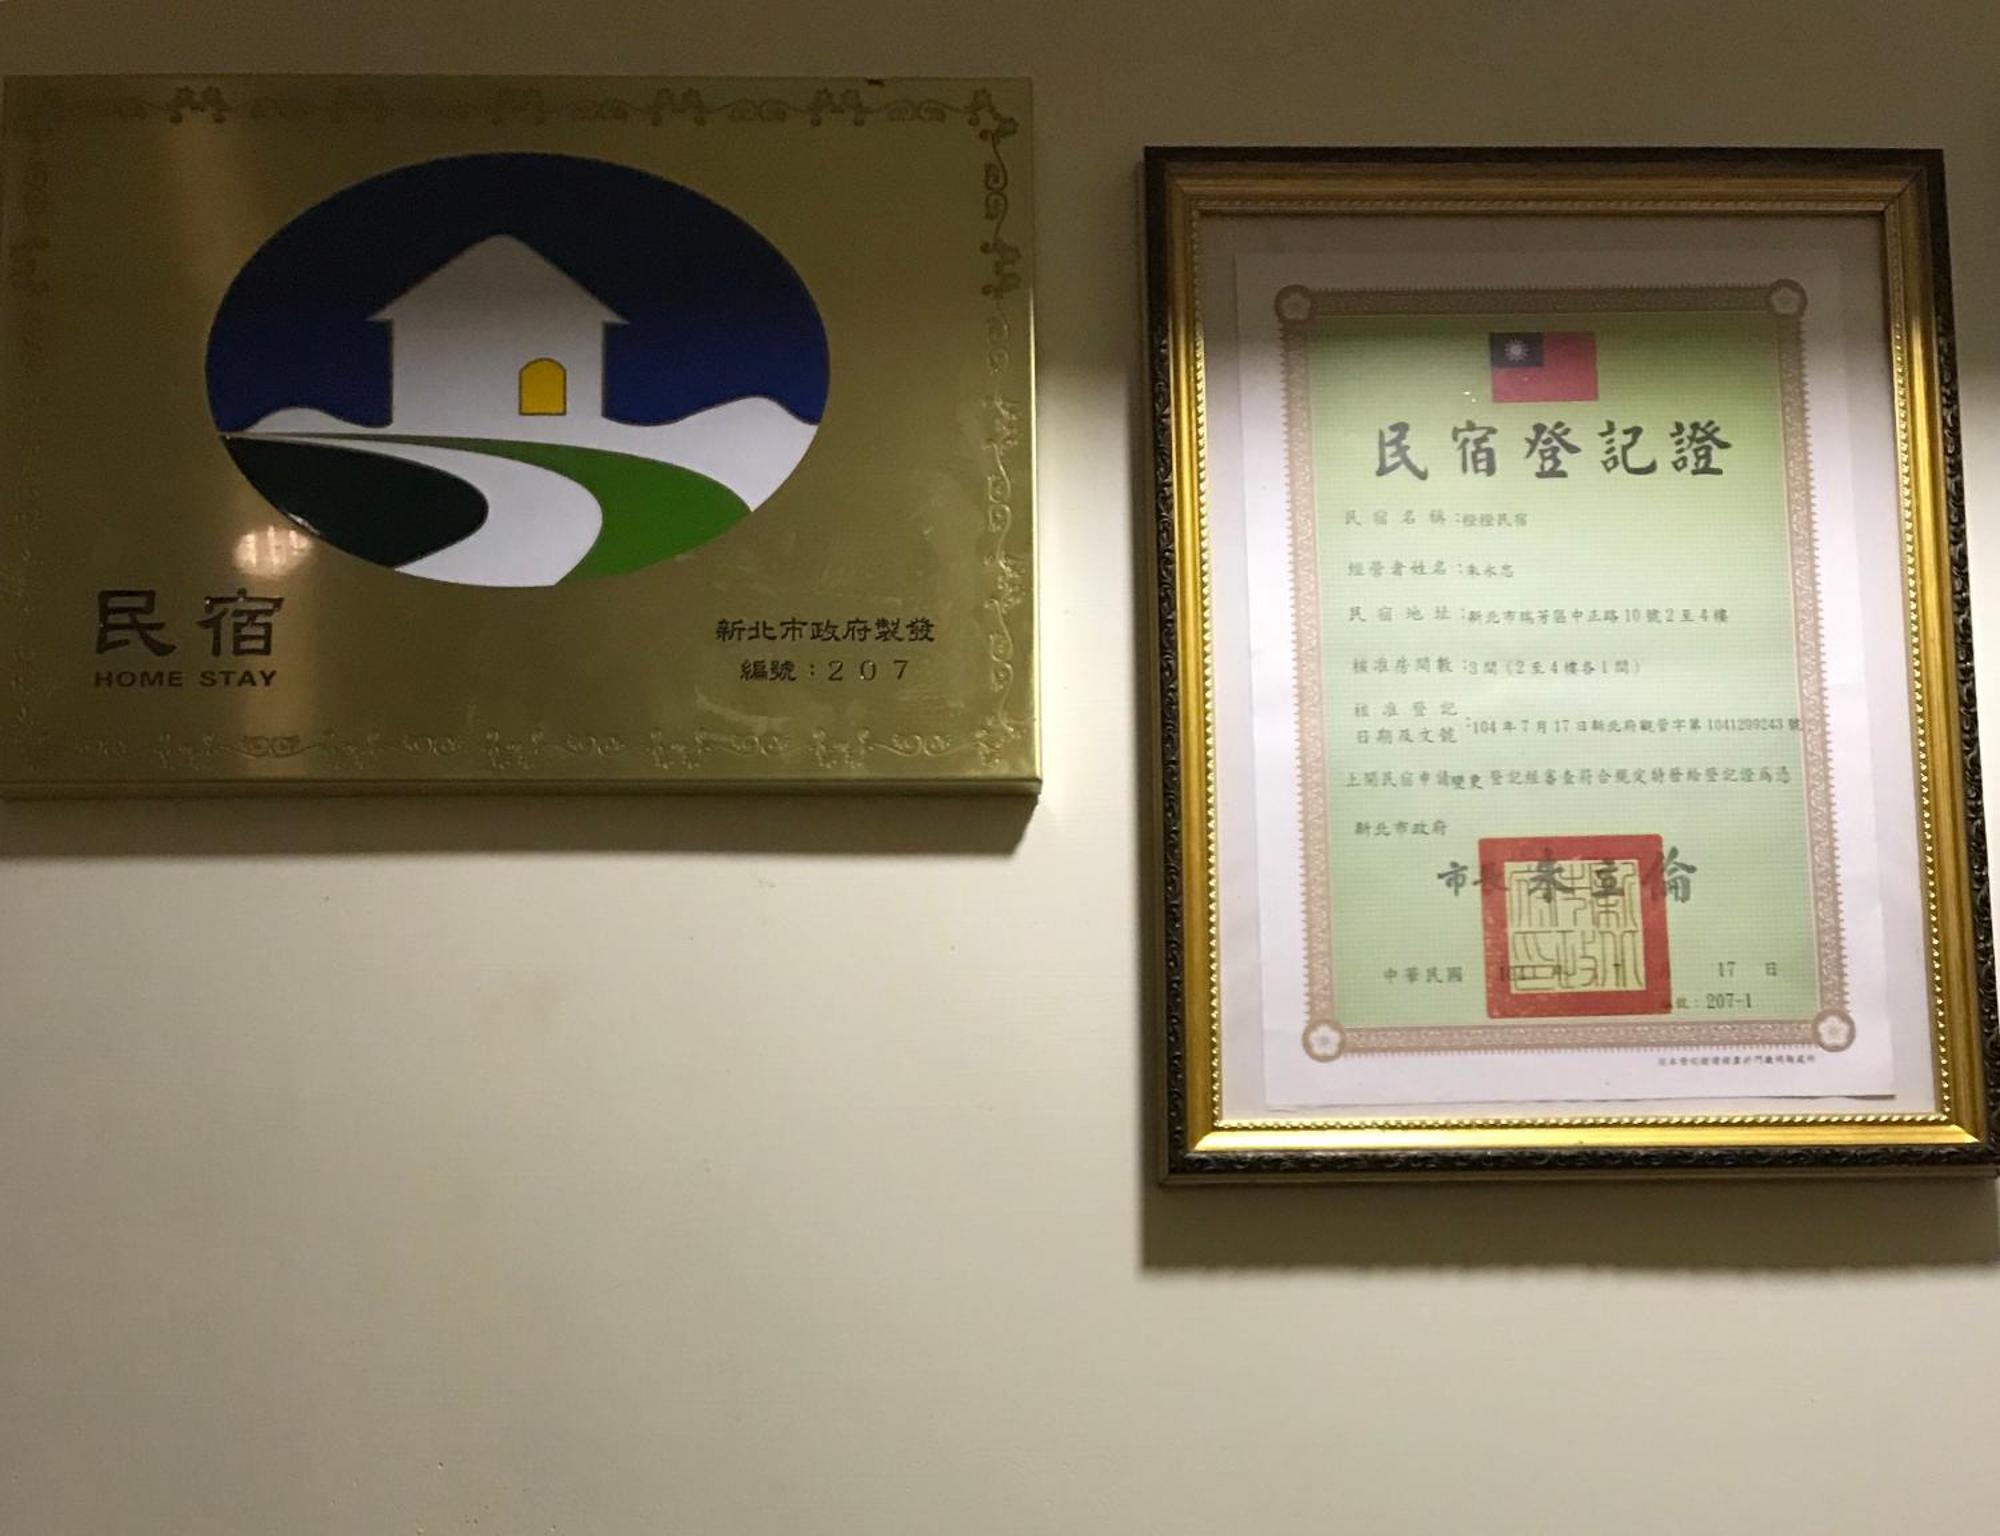 民宿
HOME STAY
新北市政府製發
編號：207
民宿登記證
民宿名稱：橙橙民宿
經營者姓名：朱永忠
民宿地址：新北市瑞芳區中正路10號2至4樓
核准房間數：3間（2至4樓各1間）
核准登記
日期及文號：104年7月17日新北府觀管字第1041299243號
上開民宿申請變更登記經審查符合規定特發給登記證為憑
新北市政府
市長 朱立倫
中華民國 17 日
編號：207-1